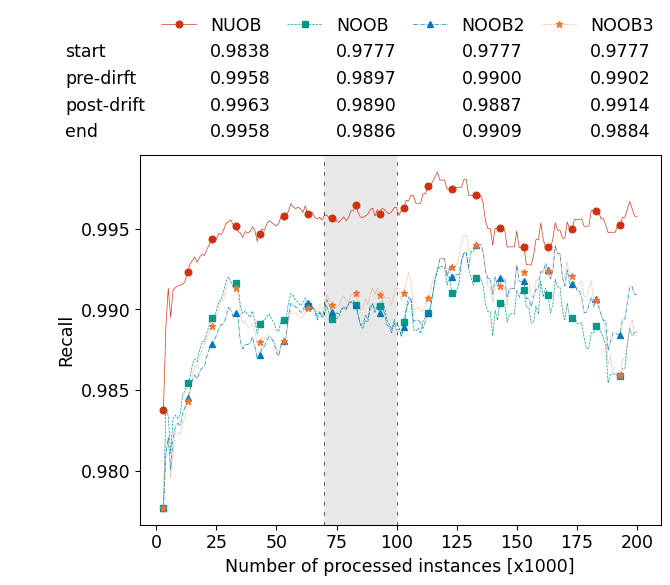 NUOB NOOB NOOB2 NOOB3
start 0.9838 0.9777 0.9777 0.9777
pre-dirft 0.9958 0.9897 0.9900 0.9902
post-drift 0.9963 0.9890 0.9887 0.9914
end 0.9958 0.9886 0.9909 0.9884
0.995
0.990
0.985
0.980
Recall
0 25 50 75 100 125 150 175 200
Number of processed instances [x1000]